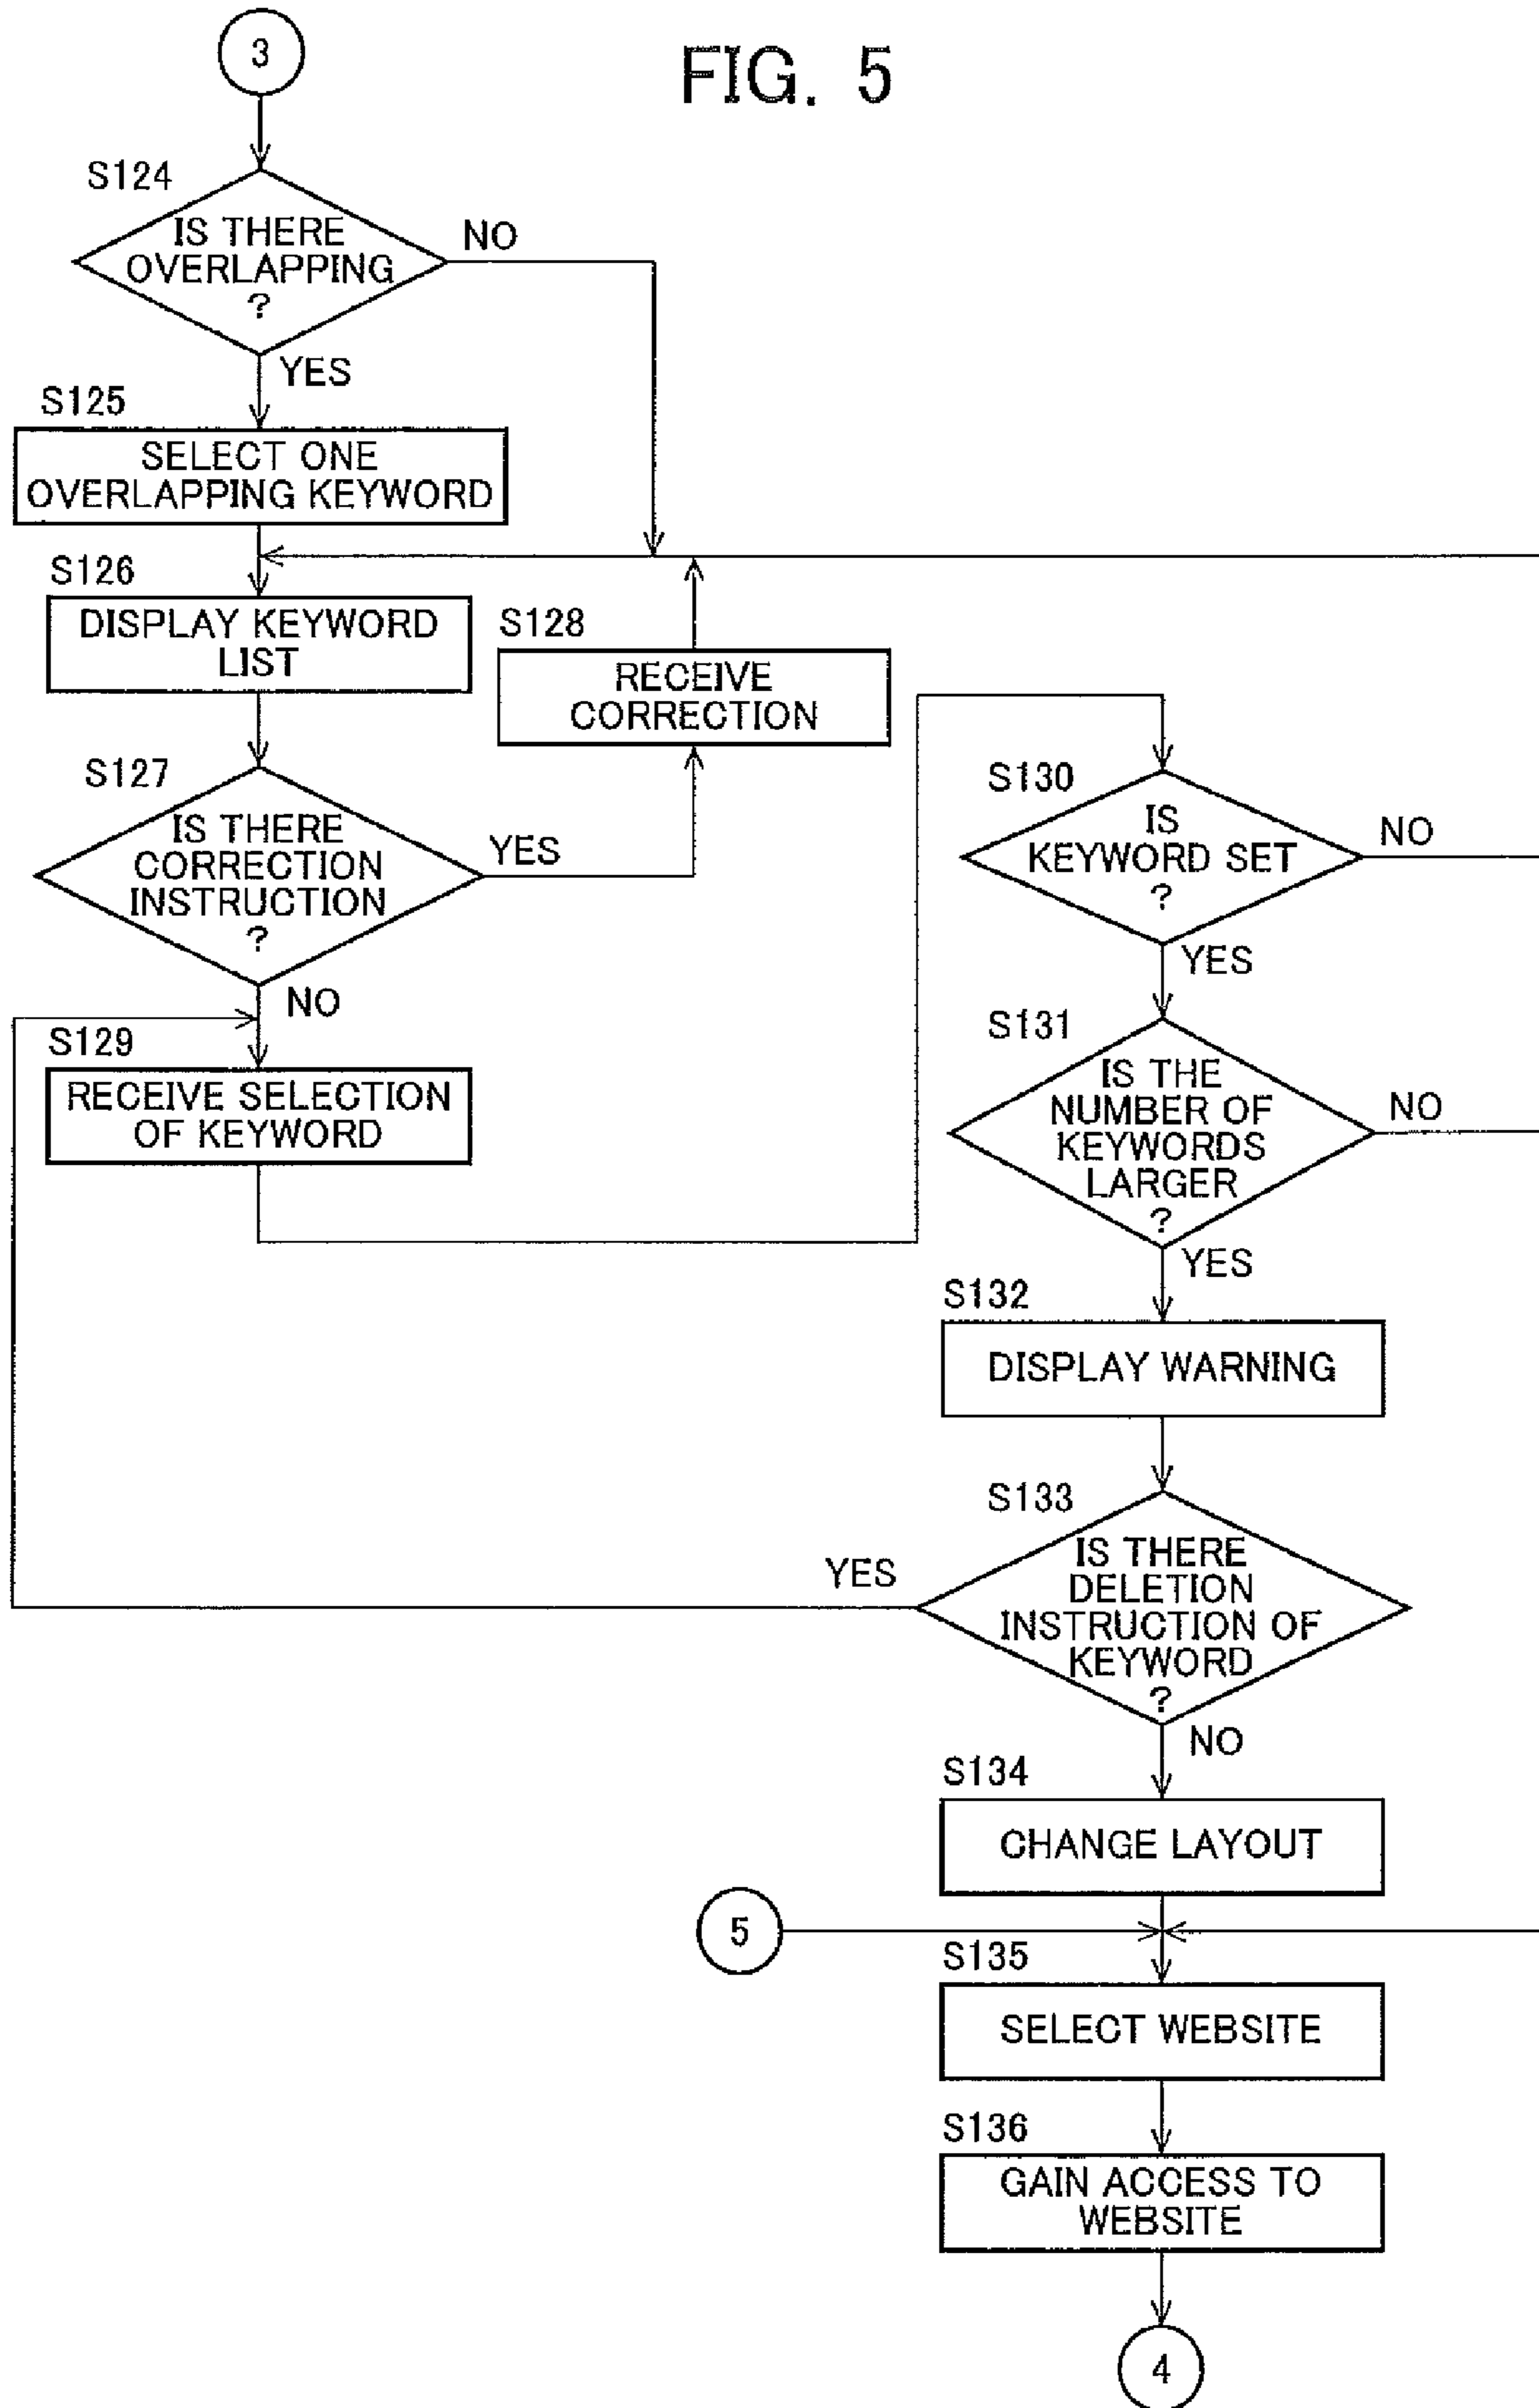 3
FIG. 5
S124
IS THERE
OVERLAPPING
?
NO
YES
S125
SELECT ONE
OVERLAPPING KEYWORD
S126
DISPLAY KEYWORD
LIST
S128
RECEIVE
CORRECTION
S127
IS THERE
CORRECTION
INSTRUCTION
?
YES
NO
S129
RECEIVE SELECTION
OF KEYWORD
S130
IS
KEYWORD SET
?
NO
YES
S131
IS THE
NUMBER OF
KEYWORDS
LARGER
?
NO
YES
S132
DISPLAY WARNING
S133
IS THERE
DELETION
INSTRUCTION OF
KEYWORD
?
YES
NO
S134
CHANGE LAYOUT
5
S135
SELECT WEBSITE
S136
GAIN ACCESS TO
WEBSITE
4